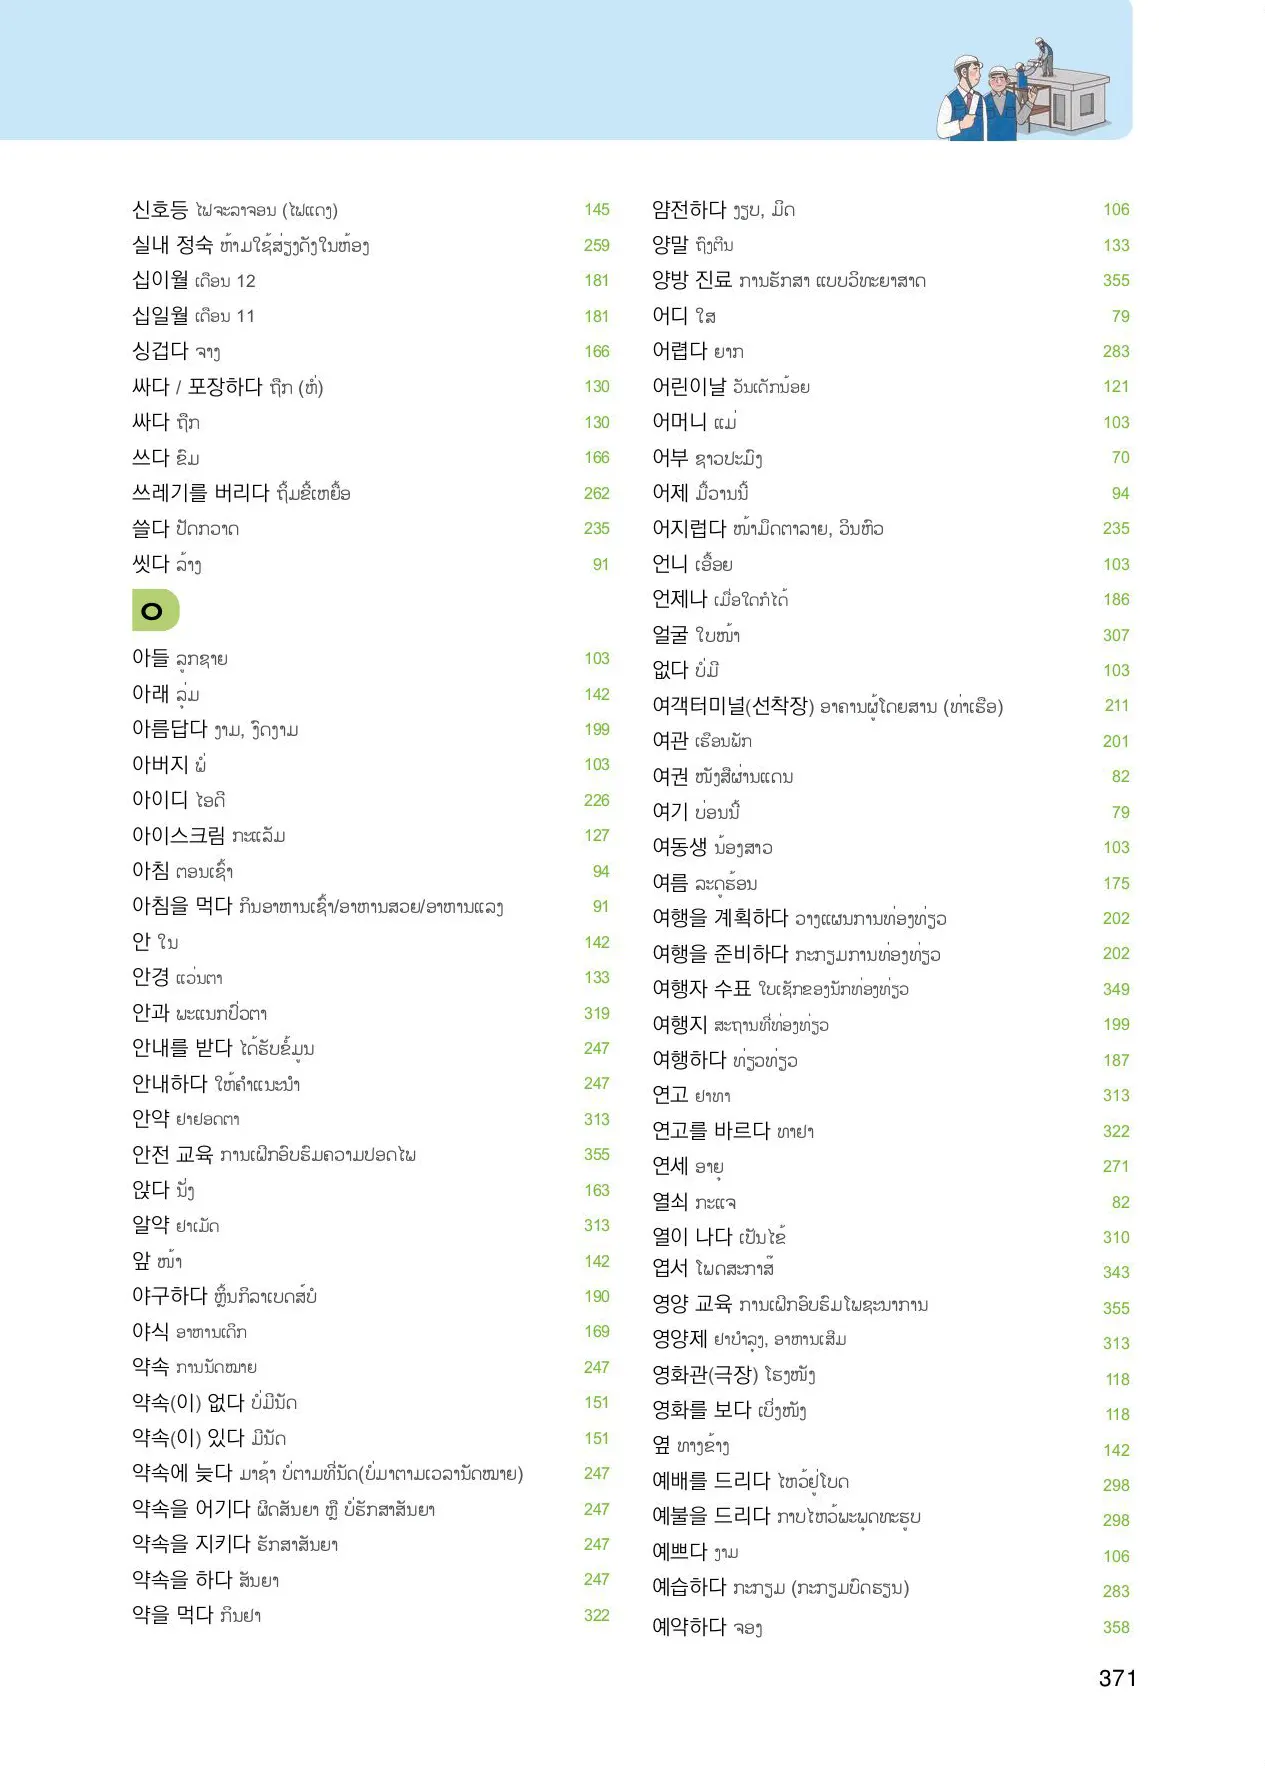 신호등 ໄຟຈະລາຈອນ (ໄຟແດງ) 145
실내 정숙 ຫ້າມໃຊ້ສ່ຽງດັງໃນຫ້ອງ 259
십이월 ເດືອນ 12 181
십일월 ເດືອນ 11 181
싱겁다 ຈາງ 166
싸다 / 포장하다 ຖືກ (ຫໍ່) 130
싸다 ຖືກ 130
쓰다 ຂົມ 166
쓰레기를 버리다 ຖິ້ມຂີ້ເຫຍື້ອ 262
쓸다 ປັດກວາດ 235
씻다 ລ້າງ 91
ㅇ
아들 ລູກຊາຍ 103
아래 ລຸ່ມ 142
아름답다 ງາມ, ງົດງາມ 199
아버지 ພໍ່ 103
아이디 ໄອດີ 226
아이스크림 ກະແລັມ 127
아침 ຕອນເຊົ້າ 94
아침을 먹다 ກິນອາຫານເຊົ້າ/ອາຫານສວຍ/ອາຫານແລງ 91
안 ໃນ 142
안경 ແວ່ນຕາ 133
안과 ພະແນກປົວຕາ 319
안내를 받다 ໄດ້ຮັບຂໍ້ມູນ 247
안내하다 ໃຫ້ຄຳແນະນຳ 247
안약 ຢາຢອດຕາ 313
안전 교육 ການເຝິກອົບຮົມຄວາມປອດໄພ 355
앉다 ນັ່ງ 163
알약 ຢາເມັດ 313
앞 ໜ້າ 142
야구하다 ຫຼິ້ນກິລາເບດສ໌ບໍ 190
야식 ອາຫານເດິກ 169
약속 ການນັດໝາຍ 247
약속(이) 없다 ບໍ່ມີນັດ 151
약속(이) 있다 ມີນັດ 151
약속에 늦다 ມາຊ້າ ບໍ່ຕາມທີ່ນັດ(ບໍ່ມາຕາມເວລານັດໝາຍ) 247
약속을 어기다 ຜິດສັນຍາ ຫຼື ບໍ່ຮັກສາສັນຍາ 247
약속을 지키다 ຮັກສາສັນຍາ 247
약속을 하다 ສັນຍາ 247
약을 먹다 ກິນຢາ 322
얌전하다 ງຽບ, ມິດ 106
양말 ຖົງຕີນ 133
양방 진료 ການຮັກສາ ແບບວິທະຍາສາດ 355
어디 ໃສ 79
어렵다 ຍາກ 283
어린이날 ວັນເດັກນ້ອຍ 121
어머니 ແມ່ 103
어부 ຊາວປະມົງ 70
어제 ມື້ວານນີ້ 94
어지럽다 ໜ້າມຶດຕາລາຍ, ວິນຫົວ 235
언니 ເອື້ອຍ 103
언제나 ເມື່ອໃດກໍໄດ້ 186
얼굴 ໃບໜ້າ 307
없다 ບໍ່ມີ 103
여객터미널(선착장) ອາຄານຜູ້ໂດຍສານ (ທ່າເຮືອ) 211
여관 ເຮືອນພັກ 201
여권 ໜັງສືຜ່ານແດນ 82
여기 ບ່ອນນີ້ 79
여동생 ນ້ອງສາວ 103
여름 ລະດູຮ້ອນ 175
여행을 계획하다 ວາງແຜນການທ່ອງທ່ຽວ 202
여행을 준비하다 ກະກຽມການທ່ອງທ່ຽວ 202
여행자 수표 ໃບເຊັກຂອງນັກທ່ອງທ່ຽວ 349
여행지 ສະຖານທີ່ທ່ອງທ່ຽວ 199
여행하다 ທ່ຽວທ່ຽວ 187
연고 ຢາທາ 313
연고를 바르다 ທາຢາ 322
연세 ອາຍຸ 271
열쇠 ກະແຈ 82
열이 나다 ເປັນໄຂ້ 310
엽서 ໂພດສະກາສ໌ 343
영양 교육 ການເຝິກອົບຮົມໂພຊະນາການ 355
영양제 ຢາບຳລຸງ, ອາຫານເສີມ 313
영화관(극장) ໂຮງໜັງ 118
영화를 보다 ເບິ່ງໜັງ 118
옆 ທາງຂ້າງ 142
예배를 드리다 ໄຫວ້ຢູ່ໂບດ 298
예불을 드리다 ກາບໄຫວ້ພະພຸດທະຮູບ 298
예쁘다 ງາມ 106
예습하다 ກະກຽມ (ກະກຽມບົດຮຽນ) 283
예약하다 ຈອງ 358
371